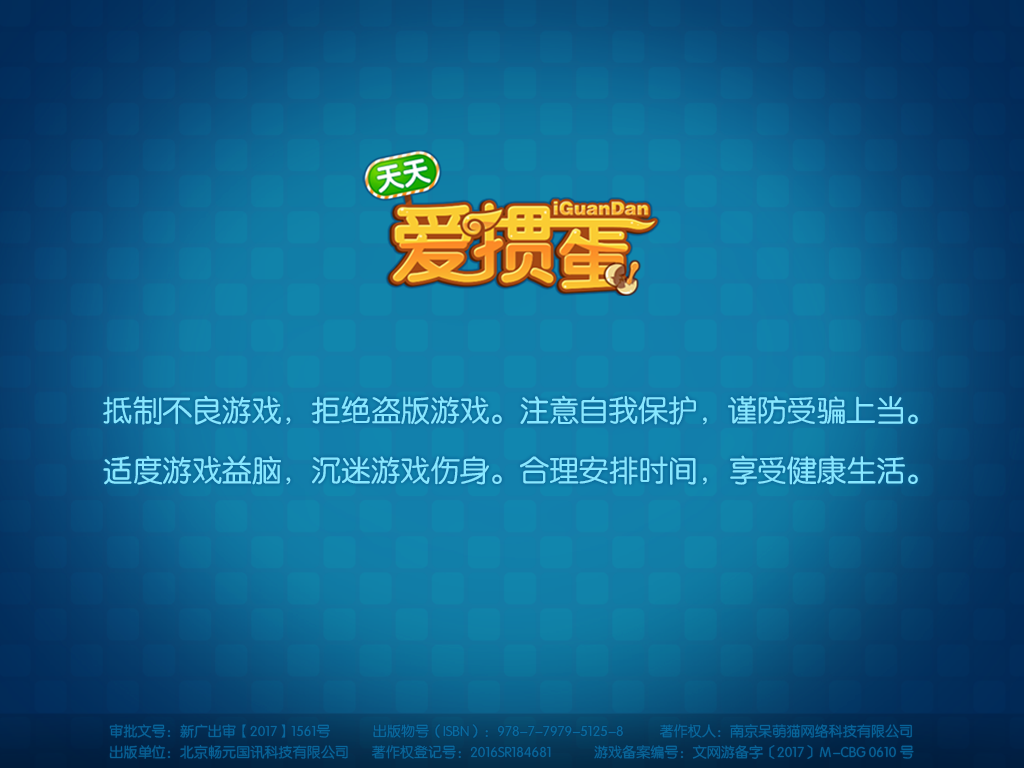 天天
爱掼蛋
iGuanDan
抵制不良游戏，拒绝盗版游戏。注意自我保护，谨防受骗上当。
适度游戏益脑，沉迷游戏伤身。合理安排时间，享受健康生活。
审批文号：新广出审【2017】1561号 出版物号（ISBN）：978-7-7979-5125-8 著作权人：南京呆萌猫网络科技有限公司
出版单位：北京畅元国讯科技有限公司 著作权登记号：2016SR184681 游戏备案编号：文网游备字〔2017〕M-CBG 0610 号